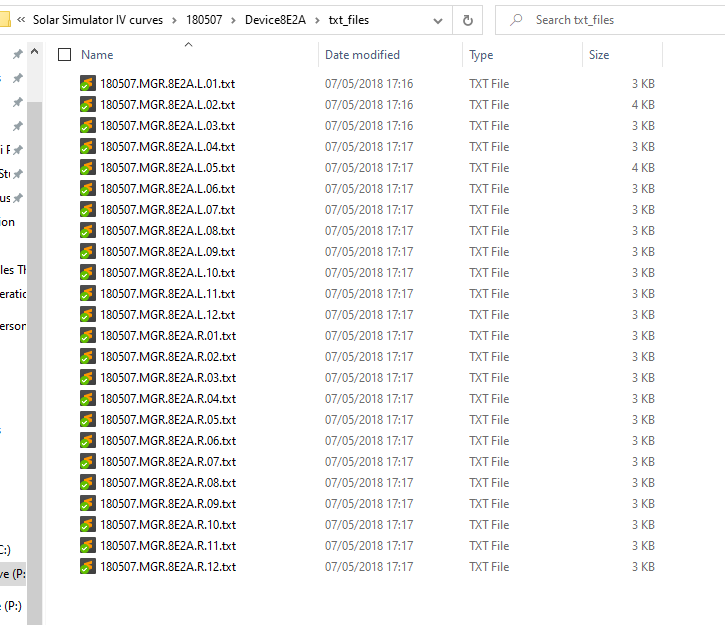 « Solar Simulator IV curves > 180507 > Device8E2A > txt_files
Search txt_files
Name Date modified Type Size
180507.MGR.8E2A.L.01.txt 07/05/2018 17:16 TXT File 3 KB
180507.MGR.8E2A.L.02.txt 07/05/2018 17:16 TXT File 4 KB
180507.MGR.8E2A.L.03.txt 07/05/2018 17:16 TXT File 3 KB
180507.MGR.8E2A.L.04.txt 07/05/2018 17:17 TXT File 3 KB
180507.MGR.8E2A.L.05.txt 07/05/2018 17:17 TXT File 4 KB
180507.MGR.8E2A.L.06.txt 07/05/2018 17:17 TXT File 3 KB
180507.MGR.8E2A.L.07.txt 07/05/2018 17:17 TXT File 3 KB
180507.MGR.8E2A.L.08.txt 07/05/2018 17:17 TXT File 3 KB
180507.MGR.8E2A.L.09.txt 07/05/2018 17:17 TXT File 3 KB
180507.MGR.8E2A.L.10.txt 07/05/2018 17:17 TXT File 3 KB
180507.MGR.8E2A.L.11.txt 07/05/2018 17:17 TXT File 3 KB
180507.MGR.8E2A.L.12.txt 07/05/2018 17:17 TXT File 3 KB
180507.MGR.8E2A.R.01.txt 07/05/2018 17:17 TXT File 3 KB
180507.MGR.8E2A.R.02.txt 07/05/2018 17:17 TXT File 3 KB
180507.MGR.8E2A.R.03.txt 07/05/2018 17:17 TXT File 3 KB
180507.MGR.8E2A.R.04.txt 07/05/2018 17:17 TXT File 3 KB
180507.MGR.8E2A.R.05.txt 07/05/2018 17:17 TXT File 3 KB
180507.MGR.8E2A.R.06.txt 07/05/2018 17:17 TXT File 3 KB
180507.MGR.8E2A.R.07.txt 07/05/2018 17:17 TXT File 3 KB
180507.MGR.8E2A.R.08.txt 07/05/2018 17:17 TXT File 3 KB
180507.MGR.8E2A.R.09.txt 07/05/2018 17:17 TXT File 3 KB
180507.MGR.8E2A.R.10.txt 07/05/2018 17:17 TXT File 3 KB
180507.MGR.8E2A.R.11.txt 07/05/2018 17:17 TXT File 3 KB
180507.MGR.8E2A.R.12.txt 07/05/2018 17:17 TXT File 3 KB
ion
les Th
eratic
erson
C:)
ve (P:
(P:)